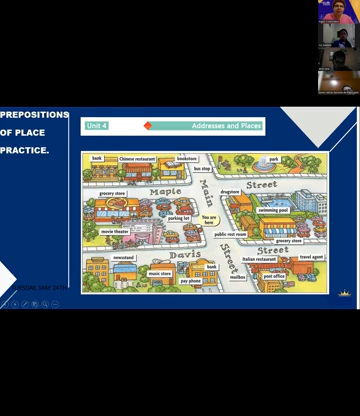 PREPOSITIONS
OF PLACE
PRACTICE.
Unit 4
Addresses and Places
bank
Chinese restaurant
bookstore
park
bus stop
Maple
Main
Street
grocery store
drugstore
swimming pool
parking lot
You are
here
movie theater
public rest room
grocery store
Davis
Street
Street
newsstand
bank
Italian restaurant
travel agent
music store
pay phone
mailbox
post office